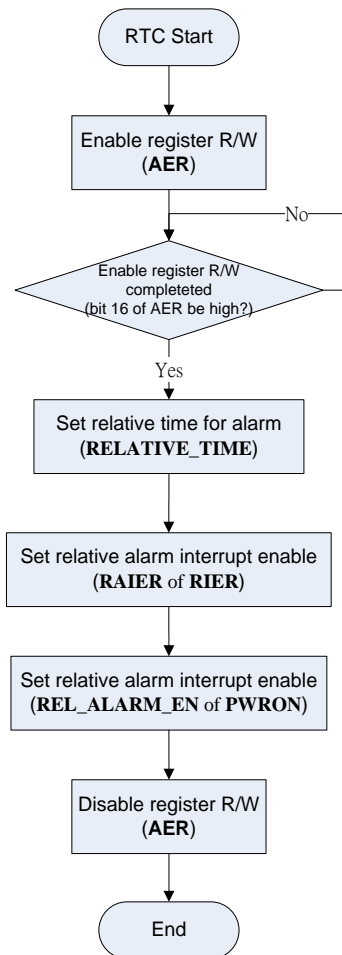 RTC Start
Enable register R/W
(AER)
No
Enable register R/W
completeted
(bit 16 of AER be high?)
Yes
Set relative time for alarm
(RELATIVE_TIME)
Set relative alarm interrupt enable
(RAIER of RIER)
Set relative alarm interrupt enable
(REL_ALARM_EN of PWRON)
Disable register R/W
(AER)
End